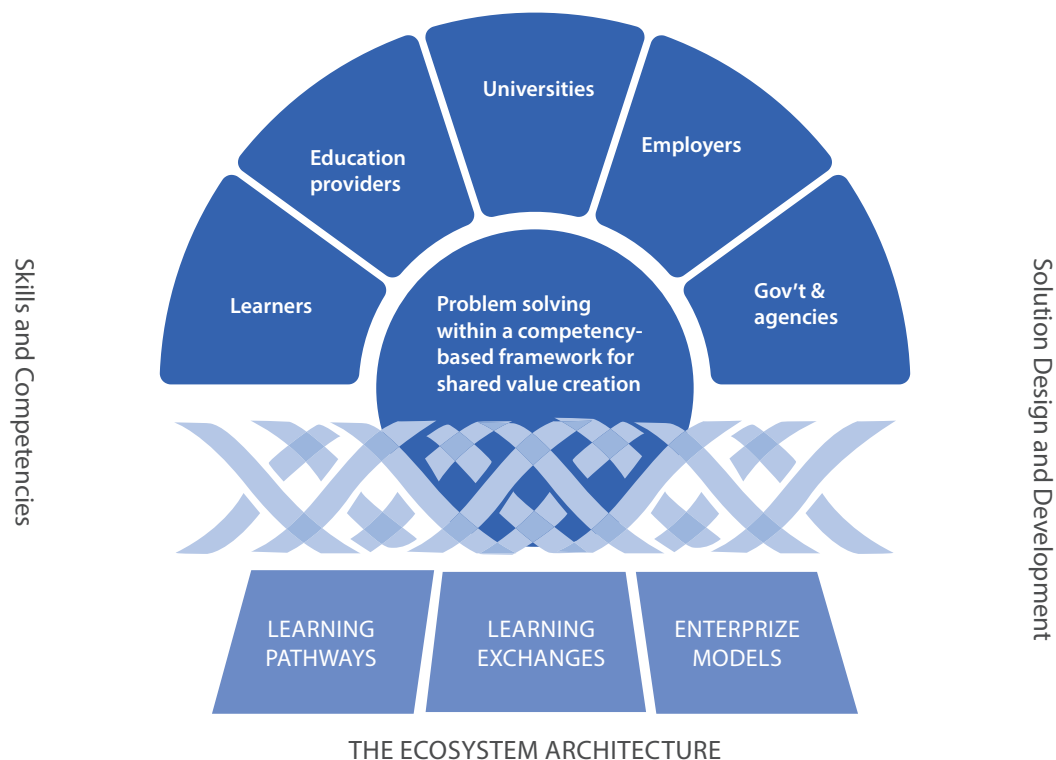 Universities
Employers
Education
providers
Learners
Gov't &
agencies
Problem solving
within a competency-
based framework for
shared value creation
Skills and Competencies
Solution Design and Development
LEARNING
PATHWAYS
LEARNING
EXCHANGES
ENTERPRIZE
MODELS
THE ECOSYSTEM ARCHITECTURE